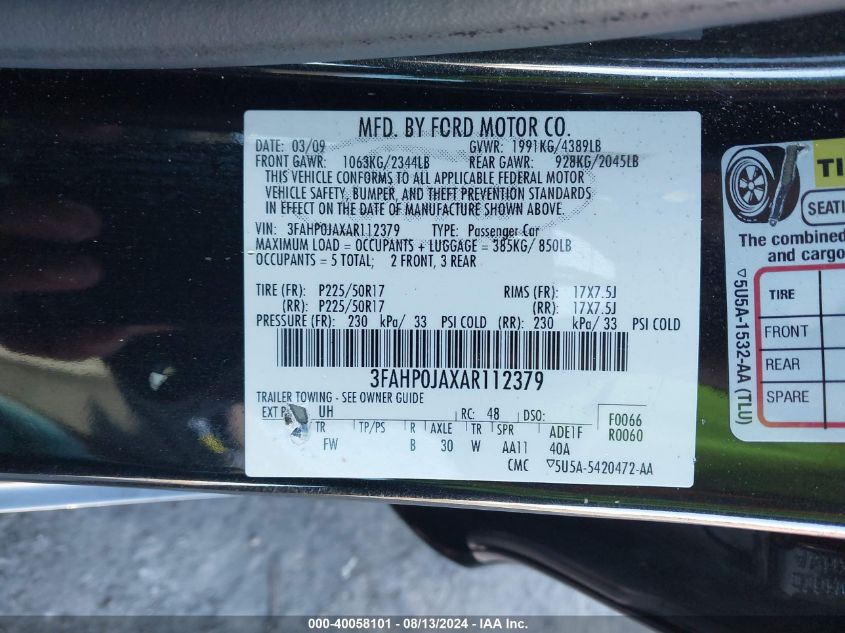 MFD. BY FORD MOTOR CO.
DATE: 03/09 GVWR: 1991KG/4389LB
FRONT GAWR: 1063KG/2344LB REAR GAWR: 928KG/2045LB
THIS VEHICLE CONFORMS TO ALL APPLICABLE FEDERAL MOTOR
VEHICLE SAFETY, BUMPER, AND THEFT PREVENTION STANDARDS
IN EFFECT ON THE DATE OF MANUFACTURE SHOWN ABOVE.
VIN: 3FAHP0JAXAR112379 TYPE: Passenger Car
MAXIMUM LOAD = OCCUPANTS + LUGGAGE = 385KG/ 850LB
OCCUPANTS = 5 TOTAL; 2 FRONT, 3 REAR
TIRE (FR): P225/50R17 RIMS (FR): 17X7.5J
(RR): P225/50R17 (RR): 17X7.5J
PRESSURE (FR): 230 kPa/ 33 PSI COLD (RR): 230 kPa/ 33 PSI COLD
3FAHP0JAXAR112379
TRAILER TOWING - SEE OWNER GUIDE
EXT UH RC: 48 DSO: F0066
TR TP/PS R AXLE TR SPR ADE1F R0060
FW B 30 W AA11 40A
CMC ▽5U5A-5420472-AA
TI
SEATI
The combined
and cargo
TIRE
FRONT
REAR
SPARE
▽5U5A-1532-AA (TLU)
000-40058101 - 08/13/2024 - IAA Inc.